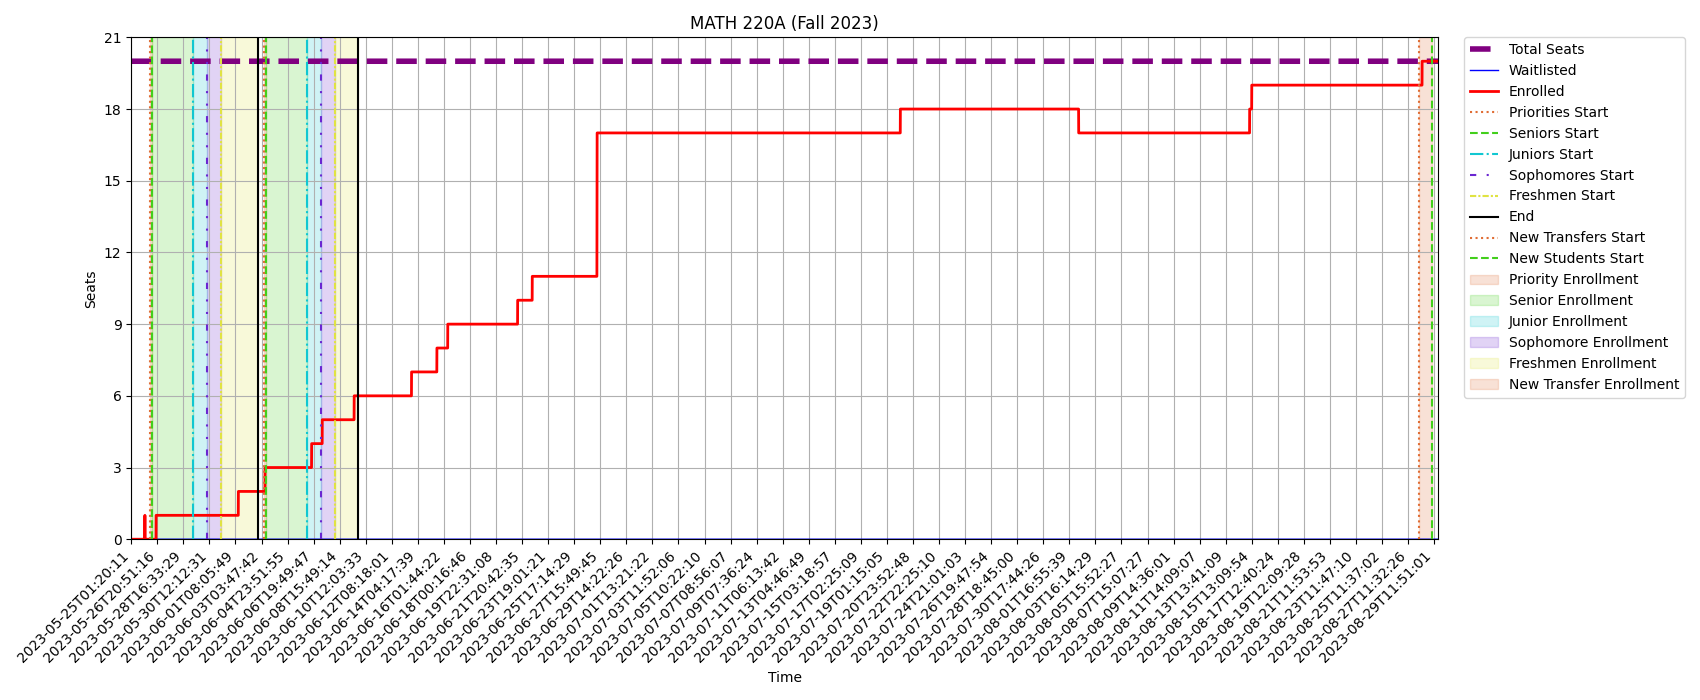 MATH 220A (Fall 2023)
21
18
15
12
9
6
3
0
Seats
2023-05-25T01:20:11
2023-05-26T20:51:16
2023-05-28T16:33:29
2023-05-30T12:12:31
2023-06-01T08:05:49
2023-06-03T03:47:42
2023-06-04T23:51:55
2023-06-06T19:49:47
2023-06-08T15:49:14
2023-06-10T12:03:33
2023-06-12T08:18:01
2023-06-14T04:17:39
2023-06-16T01:44:22
2023-06-18T00:16:46
2023-06-19T22:31:08
2023-06-21T20:42:35
2023-06-23T19:01:21
2023-06-25T17:14:29
2023-06-27T15:49:45
2023-06-29T14:22:26
2023-07-01T13:21:22
2023-07-03T11:52:06
2023-07-05T10:22:10
2023-07-07T08:56:07
2023-07-09T07:36:24
2023-07-11T06:13:42
2023-07-13T04:46:49
2023-07-15T03:18:57
2023-07-17T02:25:09
2023-07-19T01:15:05
2023-07-20T23:52:48
2023-07-22T22:25:10
2023-07-24T21:01:03
2023-07-26T19:47:54
2023-07-28T18:45:00
2023-07-30T17:44:26
2023-08-01T16:55:39
2023-08-03T16:14:29
2023-08-05T15:52:27
2023-08-07T15:07:27
2023-08-09T14:36:01
2023-08-11T14:09:07
2023-08-13T13:41:09
2023-08-15T13:09:54
2023-08-17T12:40:24
2023-08-19T12:09:28
2023-08-21T11:53:53
2023-08-23T11:47:10
2023-08-25T11:37:02
2023-08-27T11:32:26
2023-08-29T11:51:01
Time
Total Seats
Waitlisted
Enrolled
Priorities Start
Seniors Start
Juniors Start
Sophomores Start
Freshmen Start
End
New Transfers Start
New Students Start
Priority Enrollment
Senior Enrollment
Junior Enrollment
Sophomore Enrollment
Freshmen Enrollment
New Transfer Enrollment